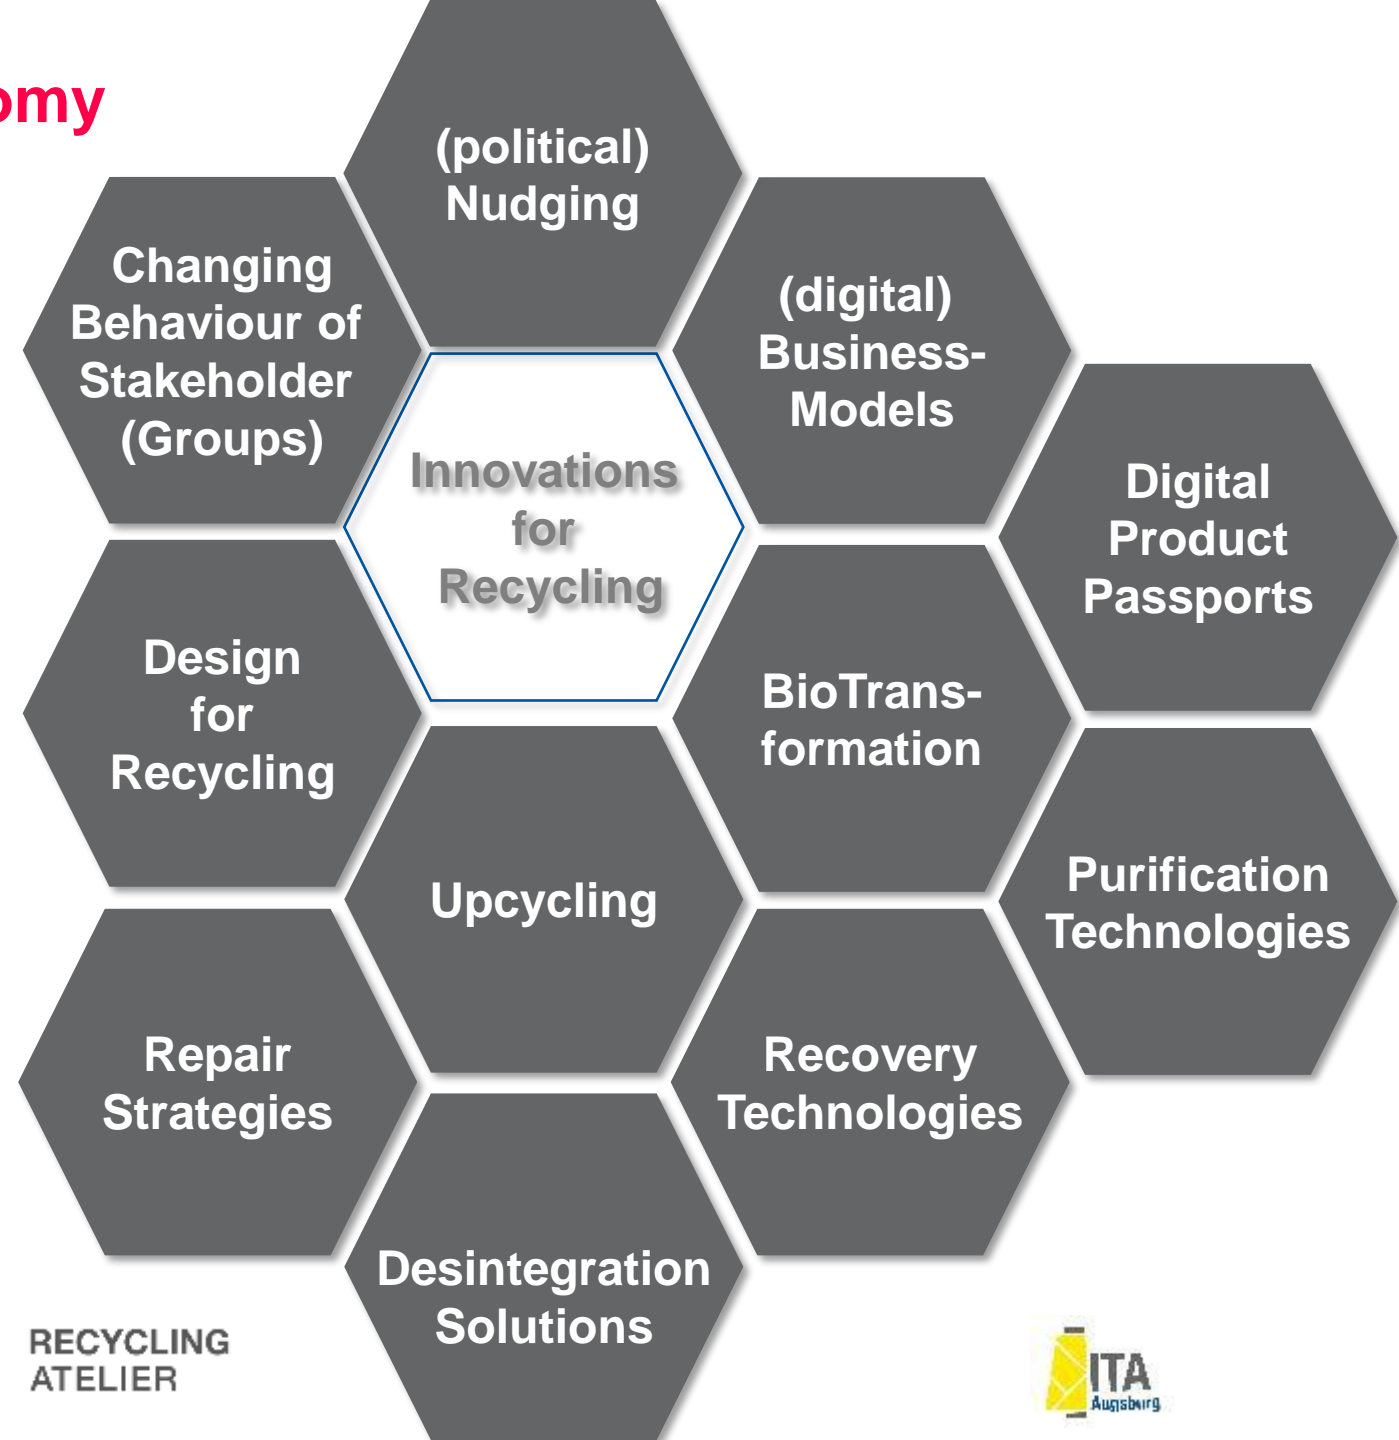 omy
(political)
Nudging
Changing
Behaviour of
Stakeholder
(Groups)
(digital)
Business-
Models
Innovations
for
Recycling
Digital
Product
Passports
Design
for
Recycling
BioTrans-
formation
Upcycling
Purification
Technologies
Repair
Strategies
Recovery
Technologies
Desintegration
Solutions
RECYCLING
ATELIER
ITA
Augsburg